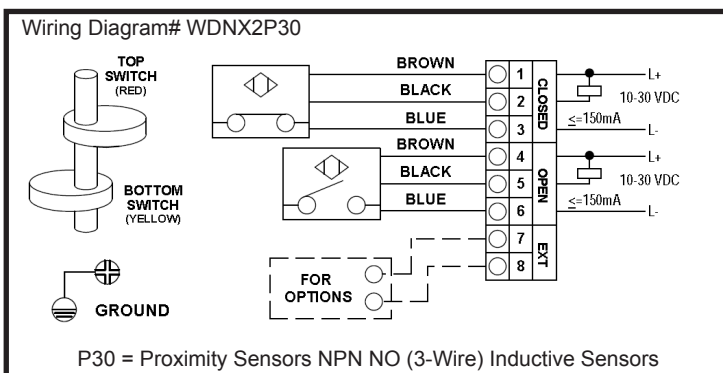 Wiring Diagram# WDNX2P30
TOP
SWITCH
(RED)
BOTTOM
SWITCH
(YELLOW)
GROUND
BROWN
BLACK
BLUE
BROWN
BLACK
BLUE
FOR
OPTIONS
1
2
3
4
5
6
7
8
CLOSED
OPEN
EXT
L+
10-30 VDC
<=150mA
L-
L+
10-30 VDC
<=150mA
L-
P30 = Proximity Sensors NPN NO (3-Wire) Inductive Sensors